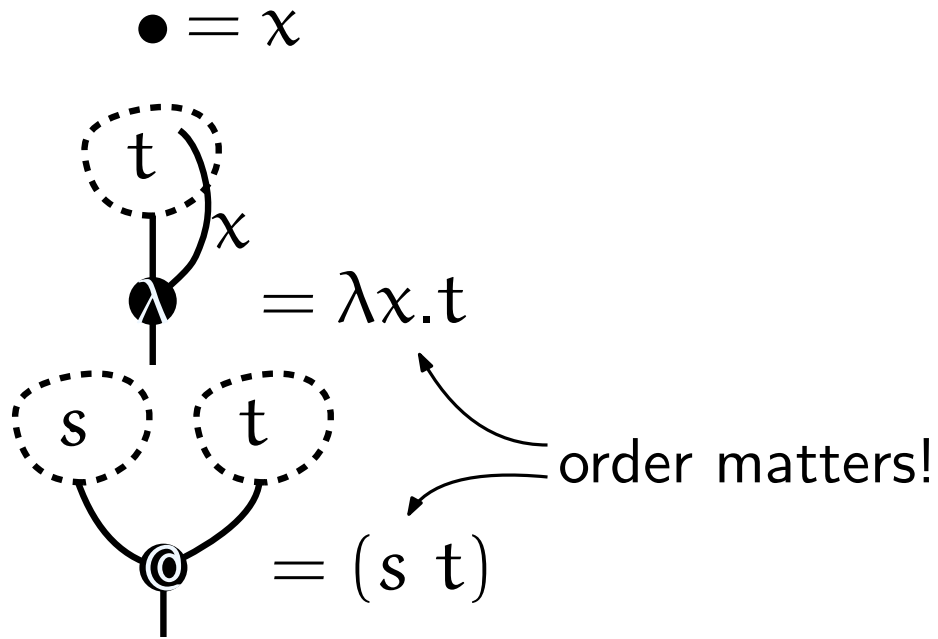 = x
t
x
λ
= λx.t
s t
order matters!
@
= (s t)